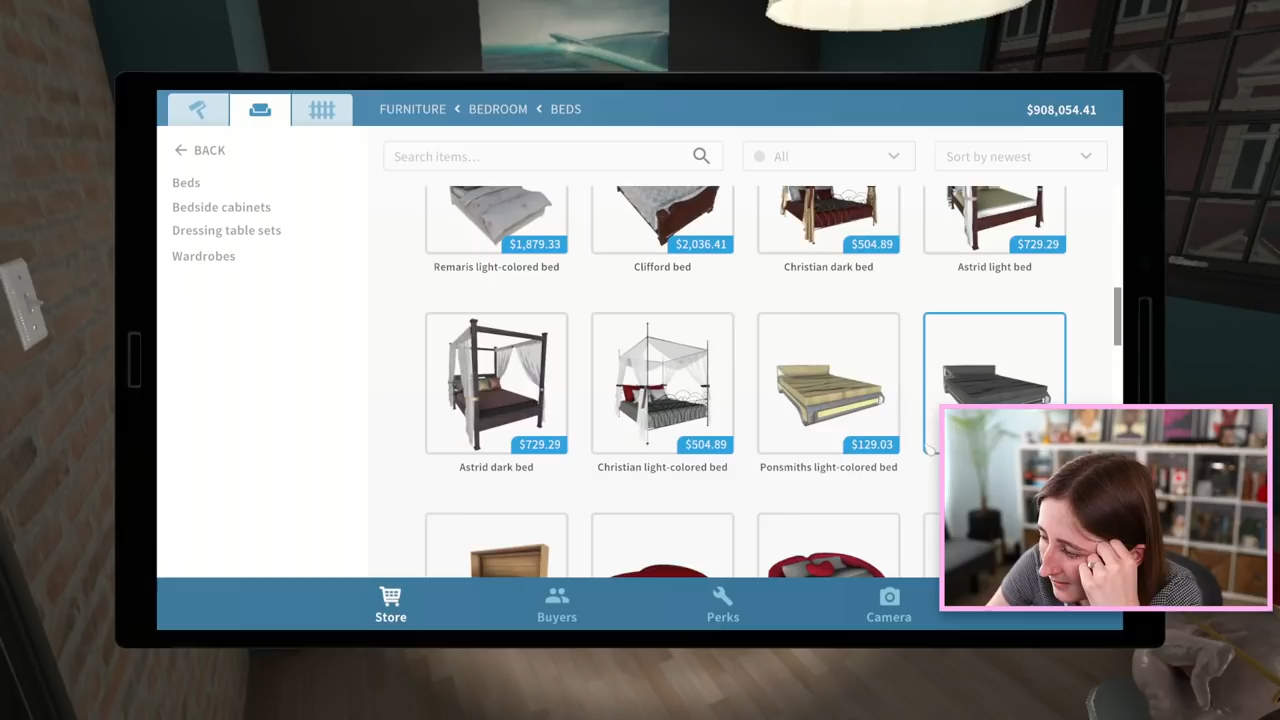 FURNITURE < BEDROOM < BEDS
$908,054.41
BACK
Search items...
All
Sort by newest
Beds
Bedside cabinets
Dressing table sets
Wardrobes
$1,879.33
$2,036.41
$504.89
$729.29
Remaris light-colored bed
Clifford bed
Christian dark bed
Astrid light bed
$729.29
$504.89
$129.03
Astrid dark bed
Christian light-colored bed
Ponsmiths light-colored bed
Store
Buyers
Perks
Camera